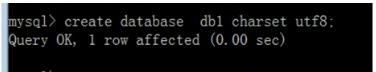 mysql> create database  db1 charset utf8;
Query OK, 1 row affected (0.00 sec)